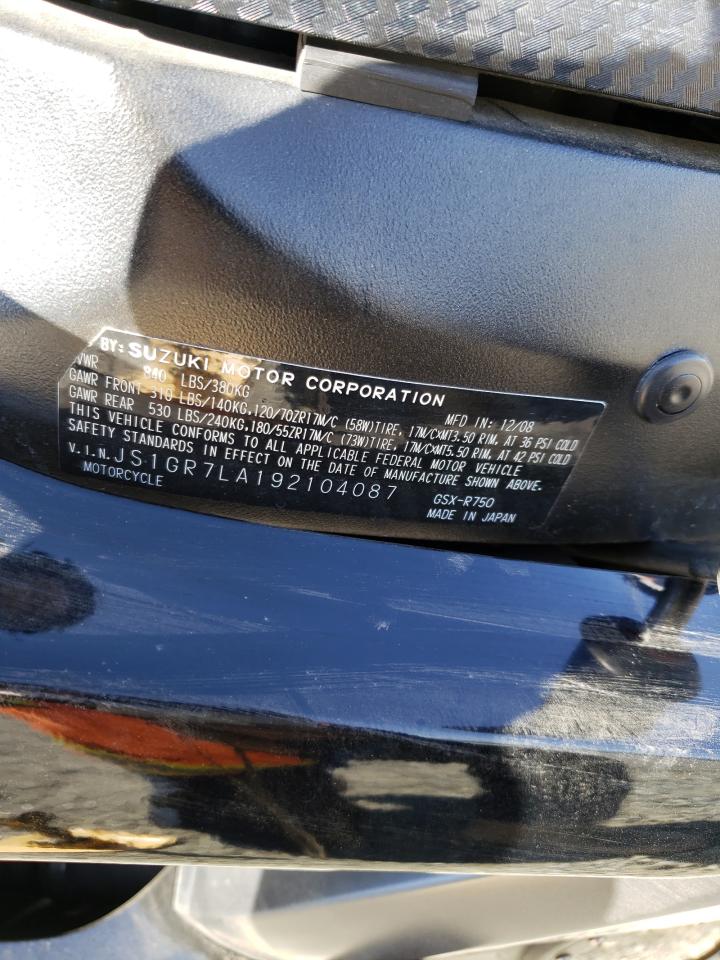 BY: SUZUKI MOTOR CORPORATION
VWR 840 LBS/380KG MFD IN: 12/08
GAWR FRONT 310 LBS/140KG,120/70ZR17M/C (58W)TIRE, 17M/CXMT3.50 RIM. AT 36 PSI COLD
GAWR REAR 530 LBS/240KG,180/55ZR17M/C (73W)TIRE, 17M/CXMT5.50 RIM. AT 42 PSI COLD
THIS VEHICLE CONFORMS TO ALL APPLICABLE FEDERAL MOTOR VEHICLE
SAFETY STANDARDS IN EFFECT ON THE DATE OF MANUFACTURE SHOWN ABOVE.
V.I.N. JS1GR7LA192104087 GSX-R750
MOTORCYCLE MADE IN JAPAN